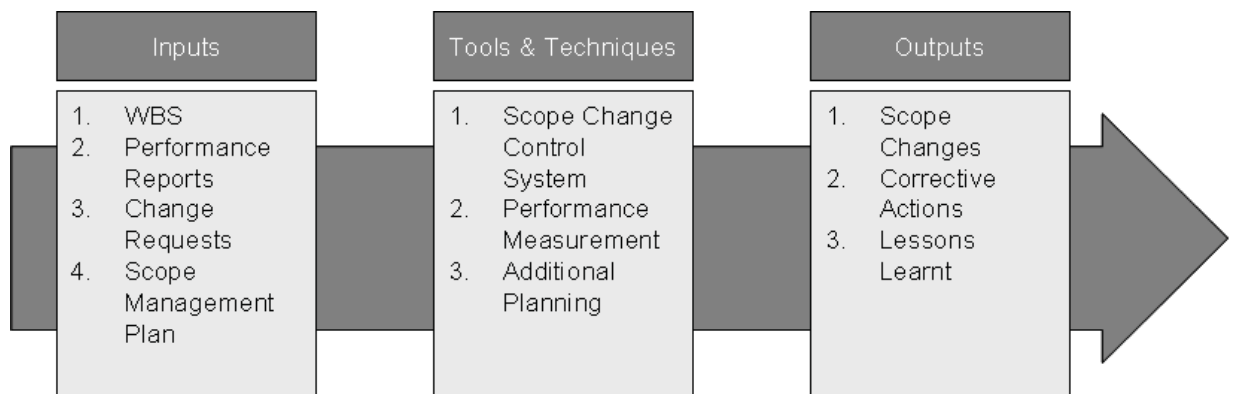 Inputs
1. WBS
2. Performance
Reports
3. Change
Requests
4. Scope
Management
Plan
Tools & Techniques
1. Scope Change
Control
System
2. Performance
Measurement
3. Additional
Planning
Outputs
1. Scope
Changes
2. Corrective
Actions
3. Lessons
Learnt